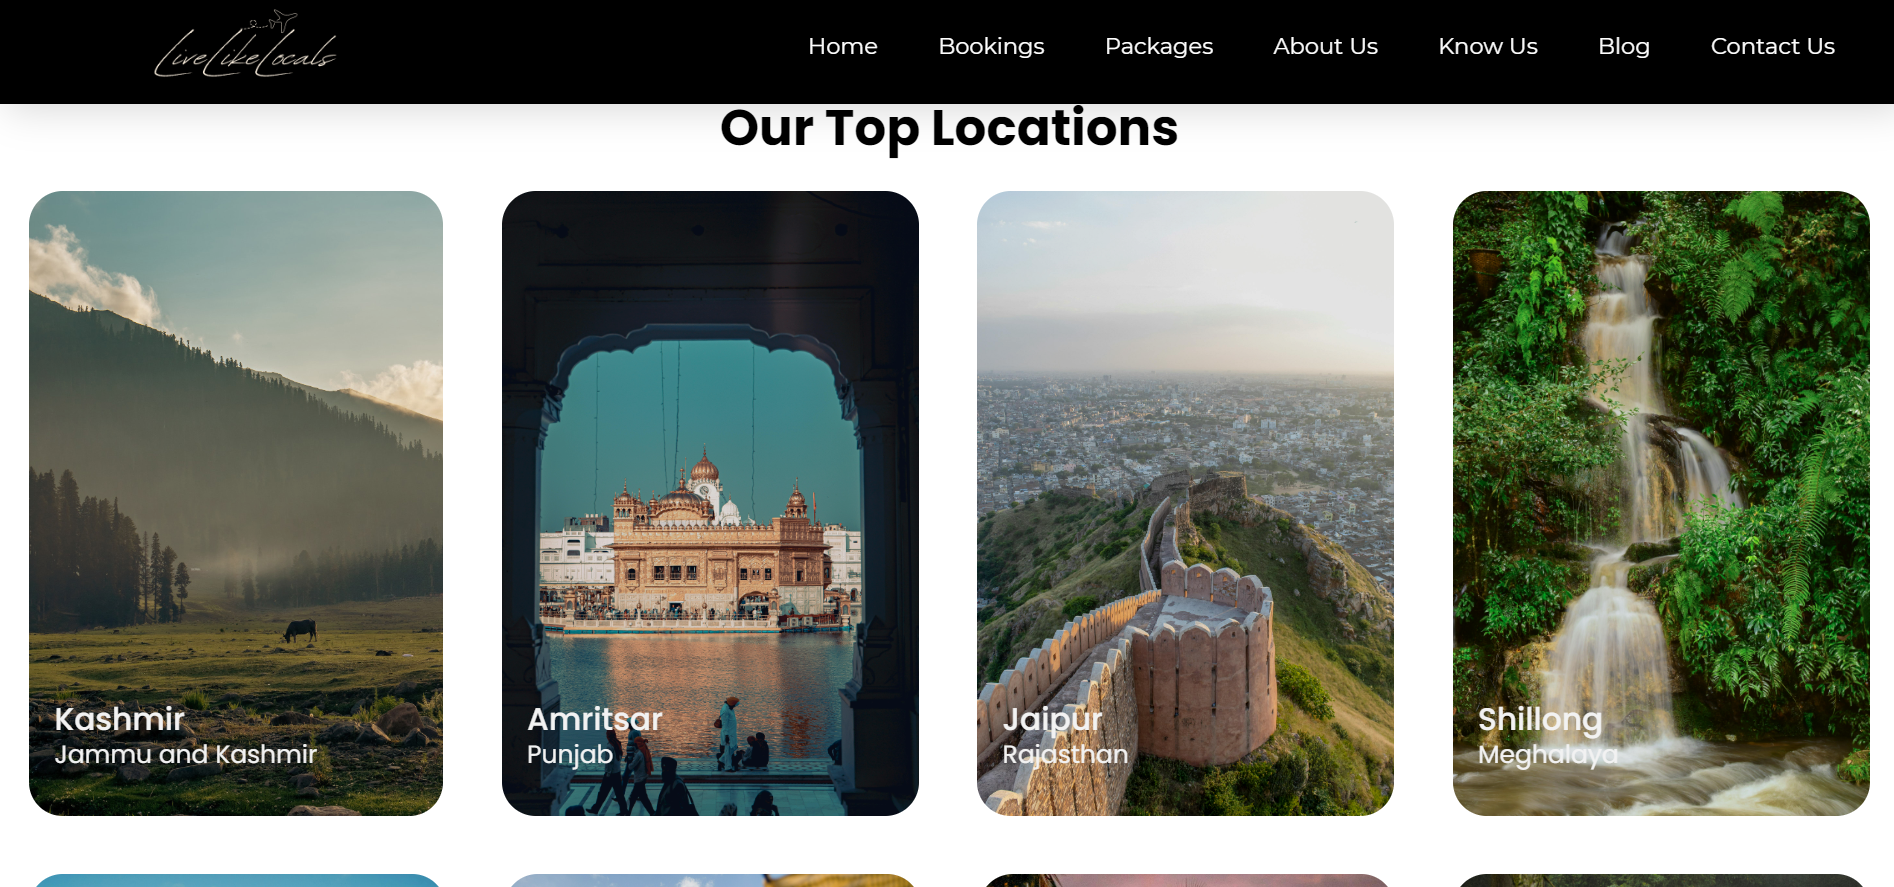 LiveLikeLocals
Home Bookings Packages About Us Know Us Blog Contact Us
Our Top Locations
Kashmir
Jammu and Kashmir
Amritsar
Punjab
Jaipur
Rajasthan
Shillong
Meghalaya